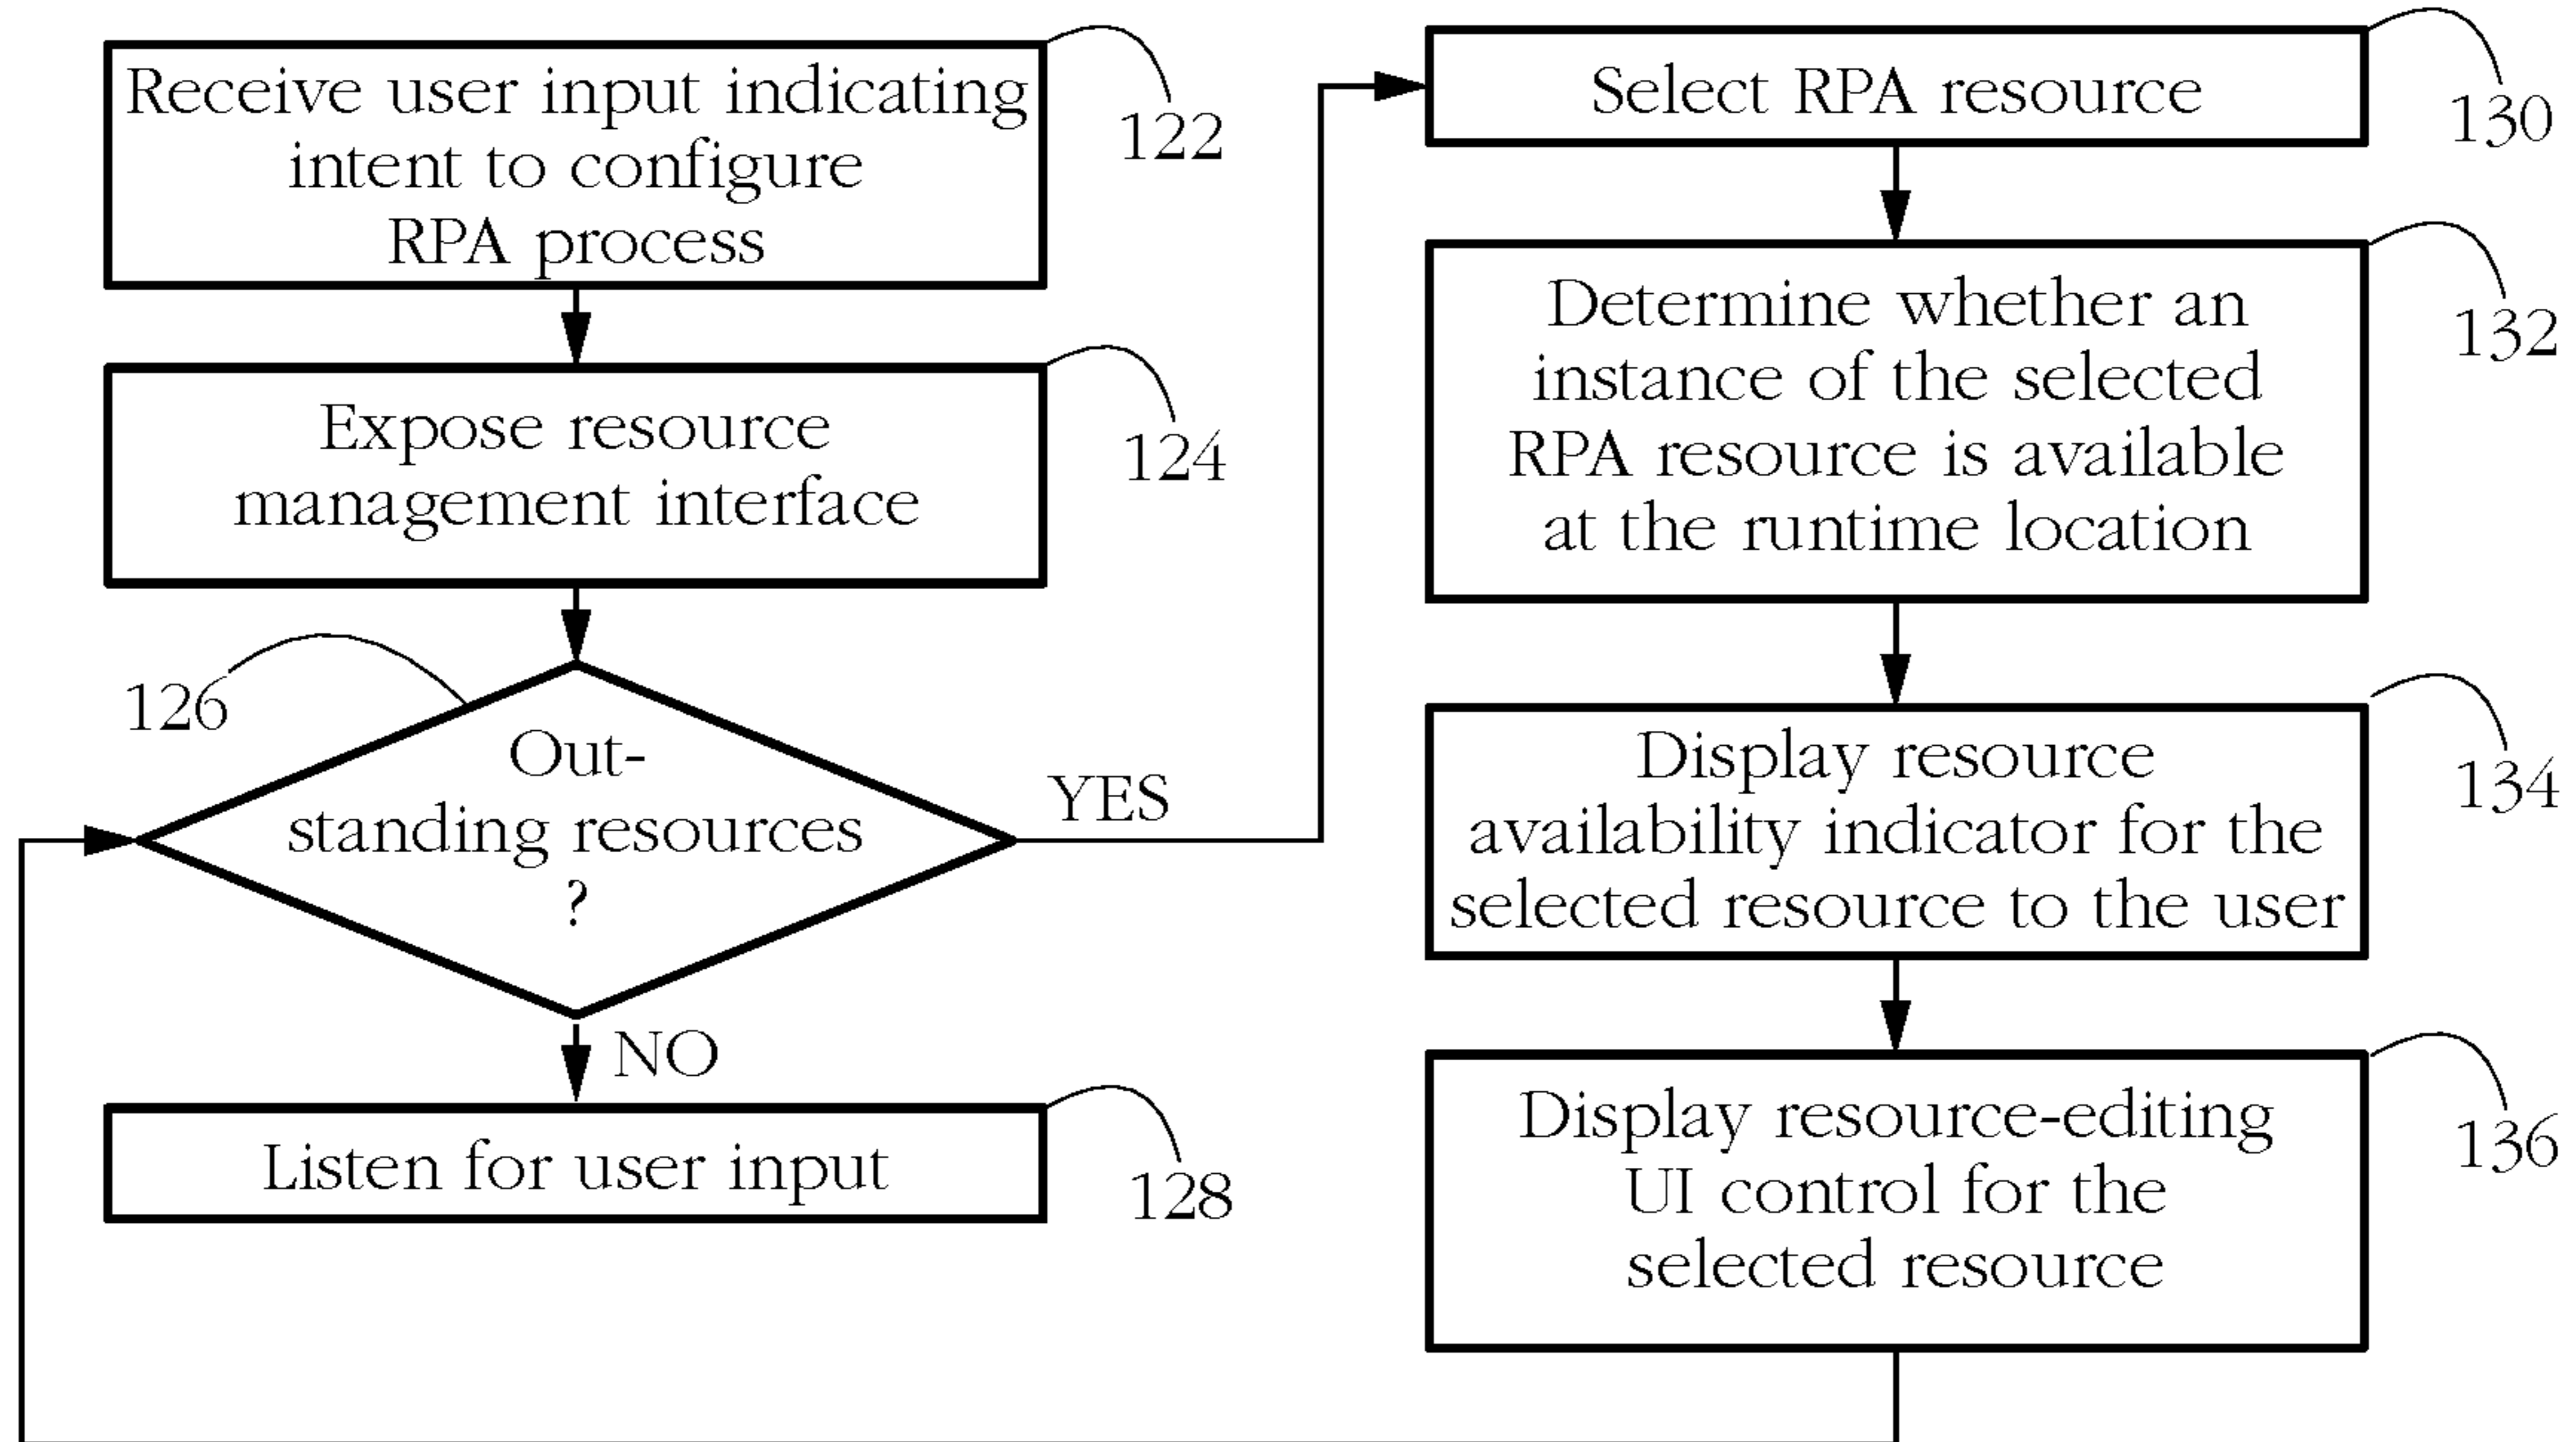 Receive user input indicating
intent to configure
RPA process
122
Expose resource
management interface
124
126
Out-
standing resources
?
YES
NO
Listen for user input
128
Select RPA resource
130
Determine whether an
instance of the selected
RPA resource is available
at the runtime location
132
Display resource
availability indicator for the
selected resource to the user
134
Display resource-editing
UI control for the
selected resource
136